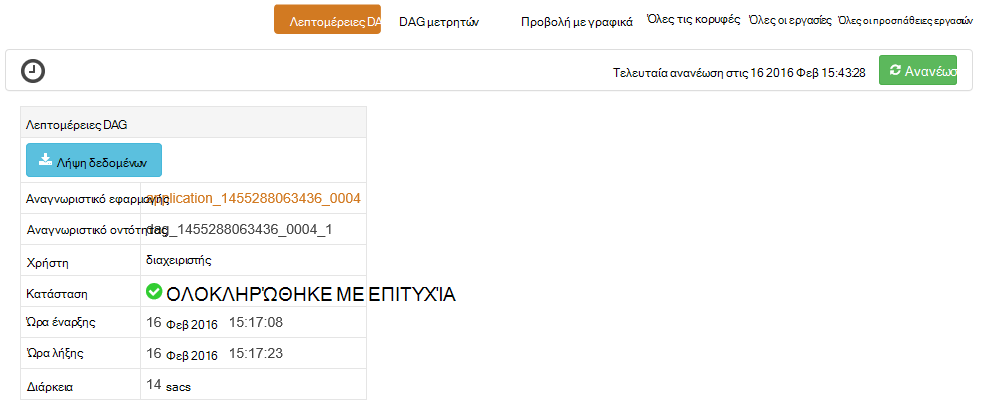 Λεπτομέρειες DA DAG μετρητών Προβολή με γραφικά Όλες τις κορυφές Όλες οι εργασίες Όλες οι προσπάθειες εργασιών
Τελευταία ανανέωση στις 16 2016 Φεβ 15:43:28 Ανανέωσ
Λεπτομέρειες DAG
Λήψη δεδομένων
Αναγνωριστικό εφαρμογής application_1455288063436_0004
Αναγνωριστικό οντότητας dag_1455288063436_0004_1
Χρήστη διαχειριστής
Κατάσταση ΟΛΟΚΛΗΡΏΘΗΚΕ ΜΕ ΕΠΙΤΥΧΊΑ
Ώρα έναρξης 16 Φεβ 2016 15:17:08
Ώρα λήξης 16 Φεβ 2016 15:17:23
Διάρκεια 14 sacs